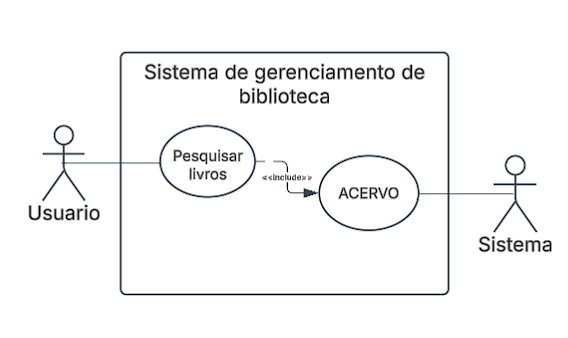 Sistema de gerenciamento de
biblioteca
Pesquisar
livros
<<include>>
ACERVO
Usuario
Sistema